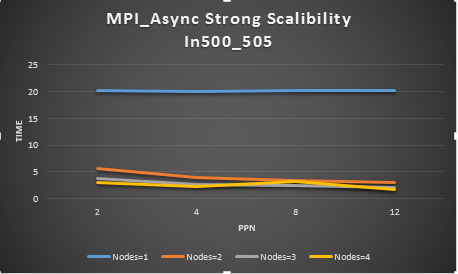 MPI_Async Strong Scalibility
In500_505
25
20
15
10
5
0
TIME
2 4 8 12
PPN
Nodes=1 Nodes=2 Nodes=3 Nodes=4